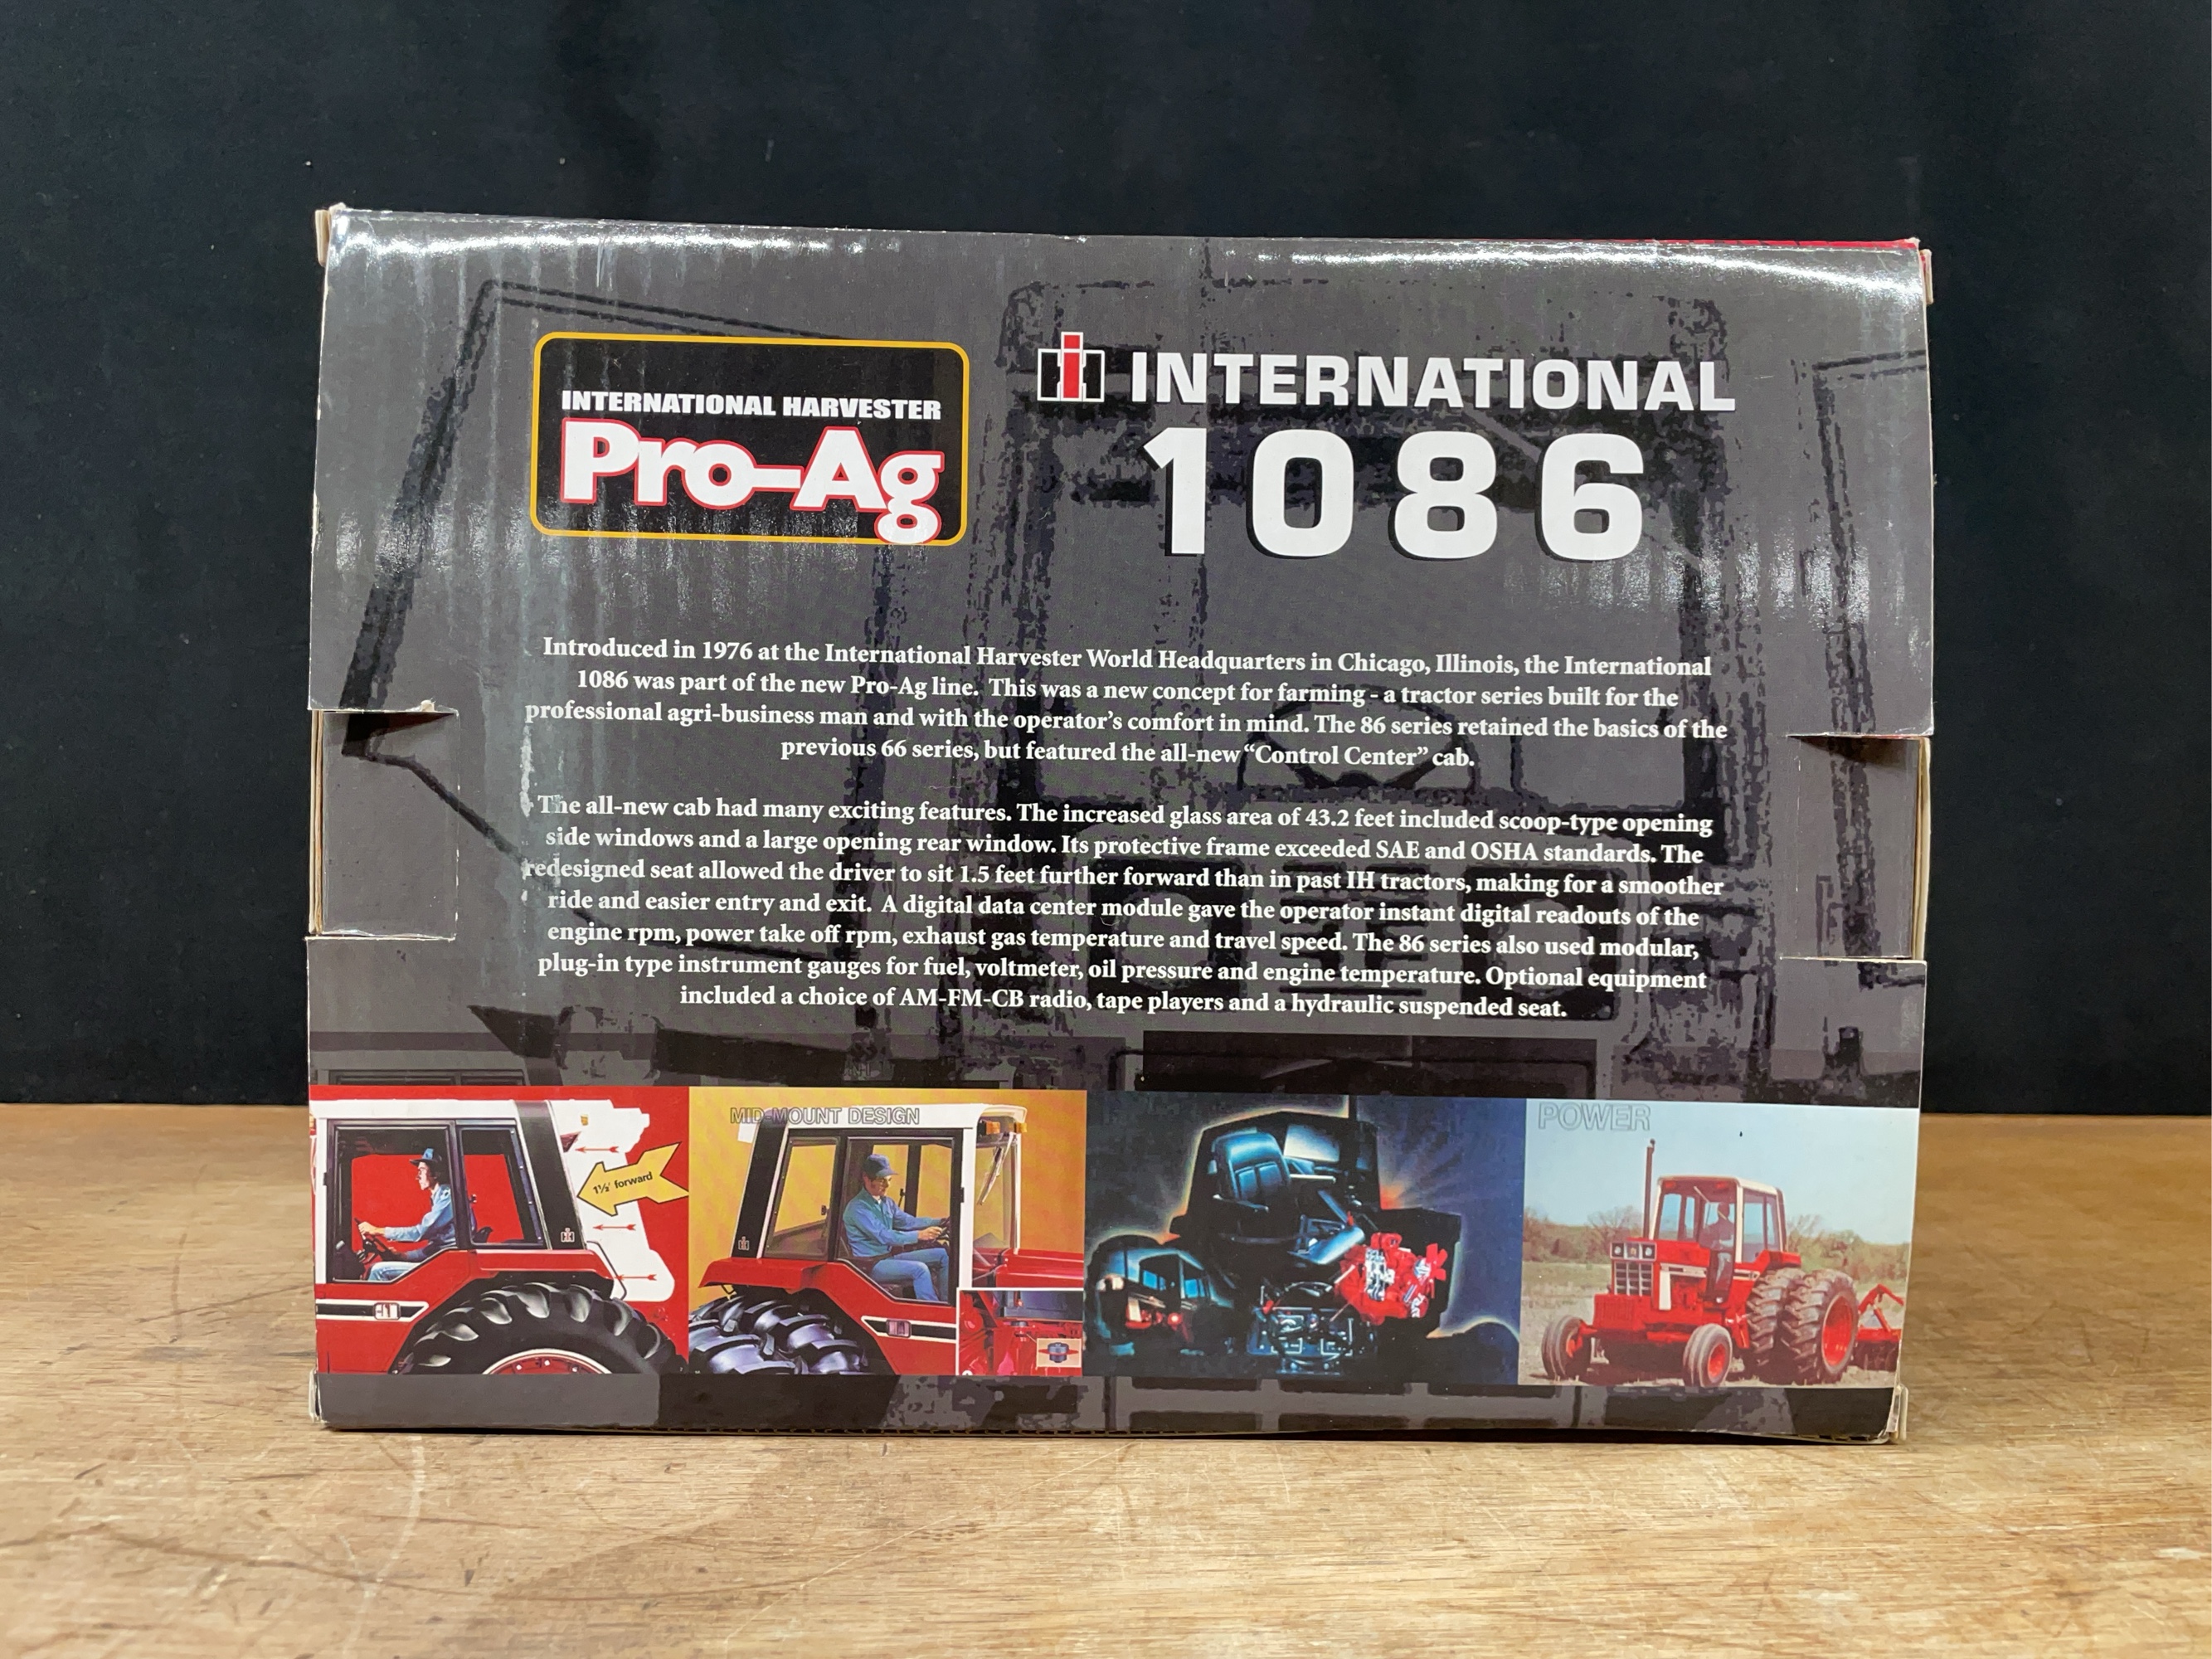 INTERNATIONAL HARVESTER
Pro-Ag
INTERNATIONAL
1086
Introduced in 1976 at the International Harvester World Headquarters in Chicago, Illinois, the International
1086 was part of the new Pro-Ag line. This was a new concept for farming - a tractor series built for the
professional agri-business man and with the operator's comfort in mind. The 86 series retained the basics of the
previous 66 series, but featured the all-new “Control Center” cab.
The all-new cab had many exciting features. The increased glass area of 43.2 feet included scoop-type opening
side windows and a large opening rear window. Its protective frame exceeded SAE and OSHA standards. The
redesigned seat allowed the driver to sit 1.5 feet further forward than in past IH tractors, making for a smoother
ride and easier entry and exit. A digital data center module gave the operator instant digital readouts of the
engine rpm, power take off rpm, exhaust gas temperature and travel speed. The 86 series also used modular,
plug-in type instrument gauges for fuel, voltmeter, oil pressure and engine temperature. Optional equipment
included a choice of AM-FM-CB radio, tape players and a hydraulic suspended seat.
1½' forward
MID-MOUNT DESIGN
POWER